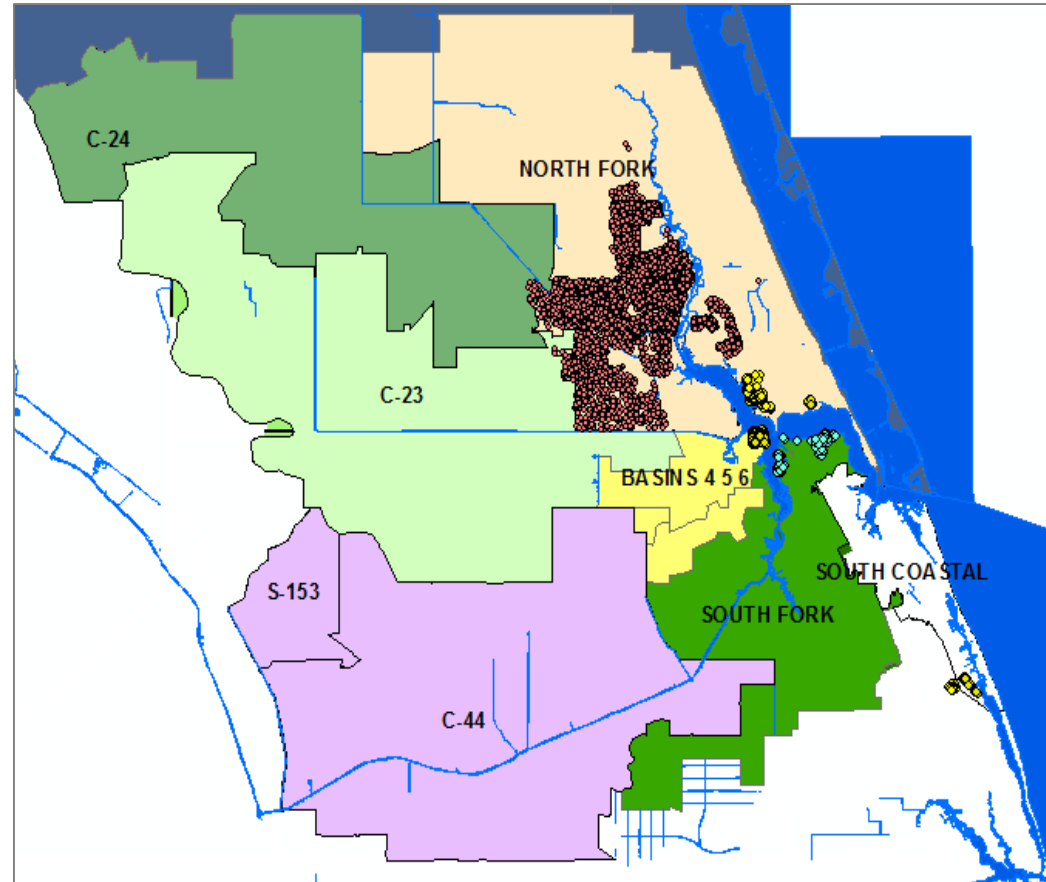 C-24
NORTH FORK
C-23
BASINS 4 5 6
S-153
SOUTH COASTAL
SOUTH FORK
C-44